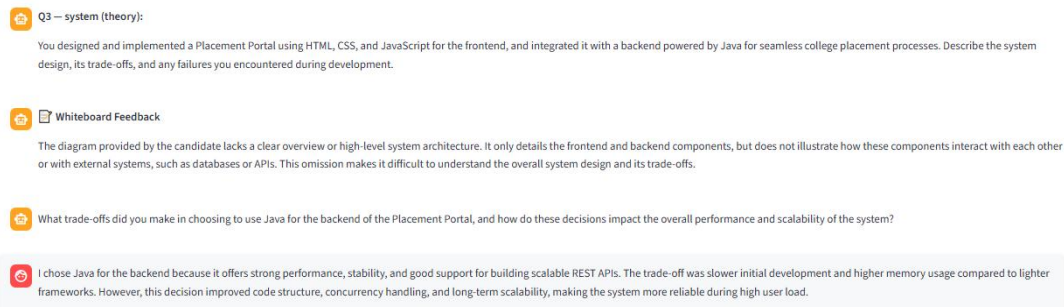 Q3 — system (theory):
You designed and implemented a Placement Portal using HTML, CSS, and JavaScript for the frontend, and integrated it with a backend powered by Java for seamless college placement processes. Describe the system
design, its trade-offs, and any failures you encountered during development.
Whiteboard Feedback
The diagram provided by the candidate lacks a clear overview or high-level system architecture. It only details the frontend and backend components, but does not illustrate how these components interact with each other
or with external systems, such as databases or APIs. This omission makes it difficult to understand the overall system design and its trade-offs.
What trade-offs did you make in choosing to use Java for the backend of the Placement Portal, and how do these decisions impact the overall performance and scalability of the system?
I chose Java for the backend because it offers strong performance, stability, and good support for building scalable REST APIs. The trade-off was slower initial development and higher memory usage compared to lighter
frameworks. However, this decision improved code structure, concurrency handling, and long-term scalability, making the system more reliable during high user load.